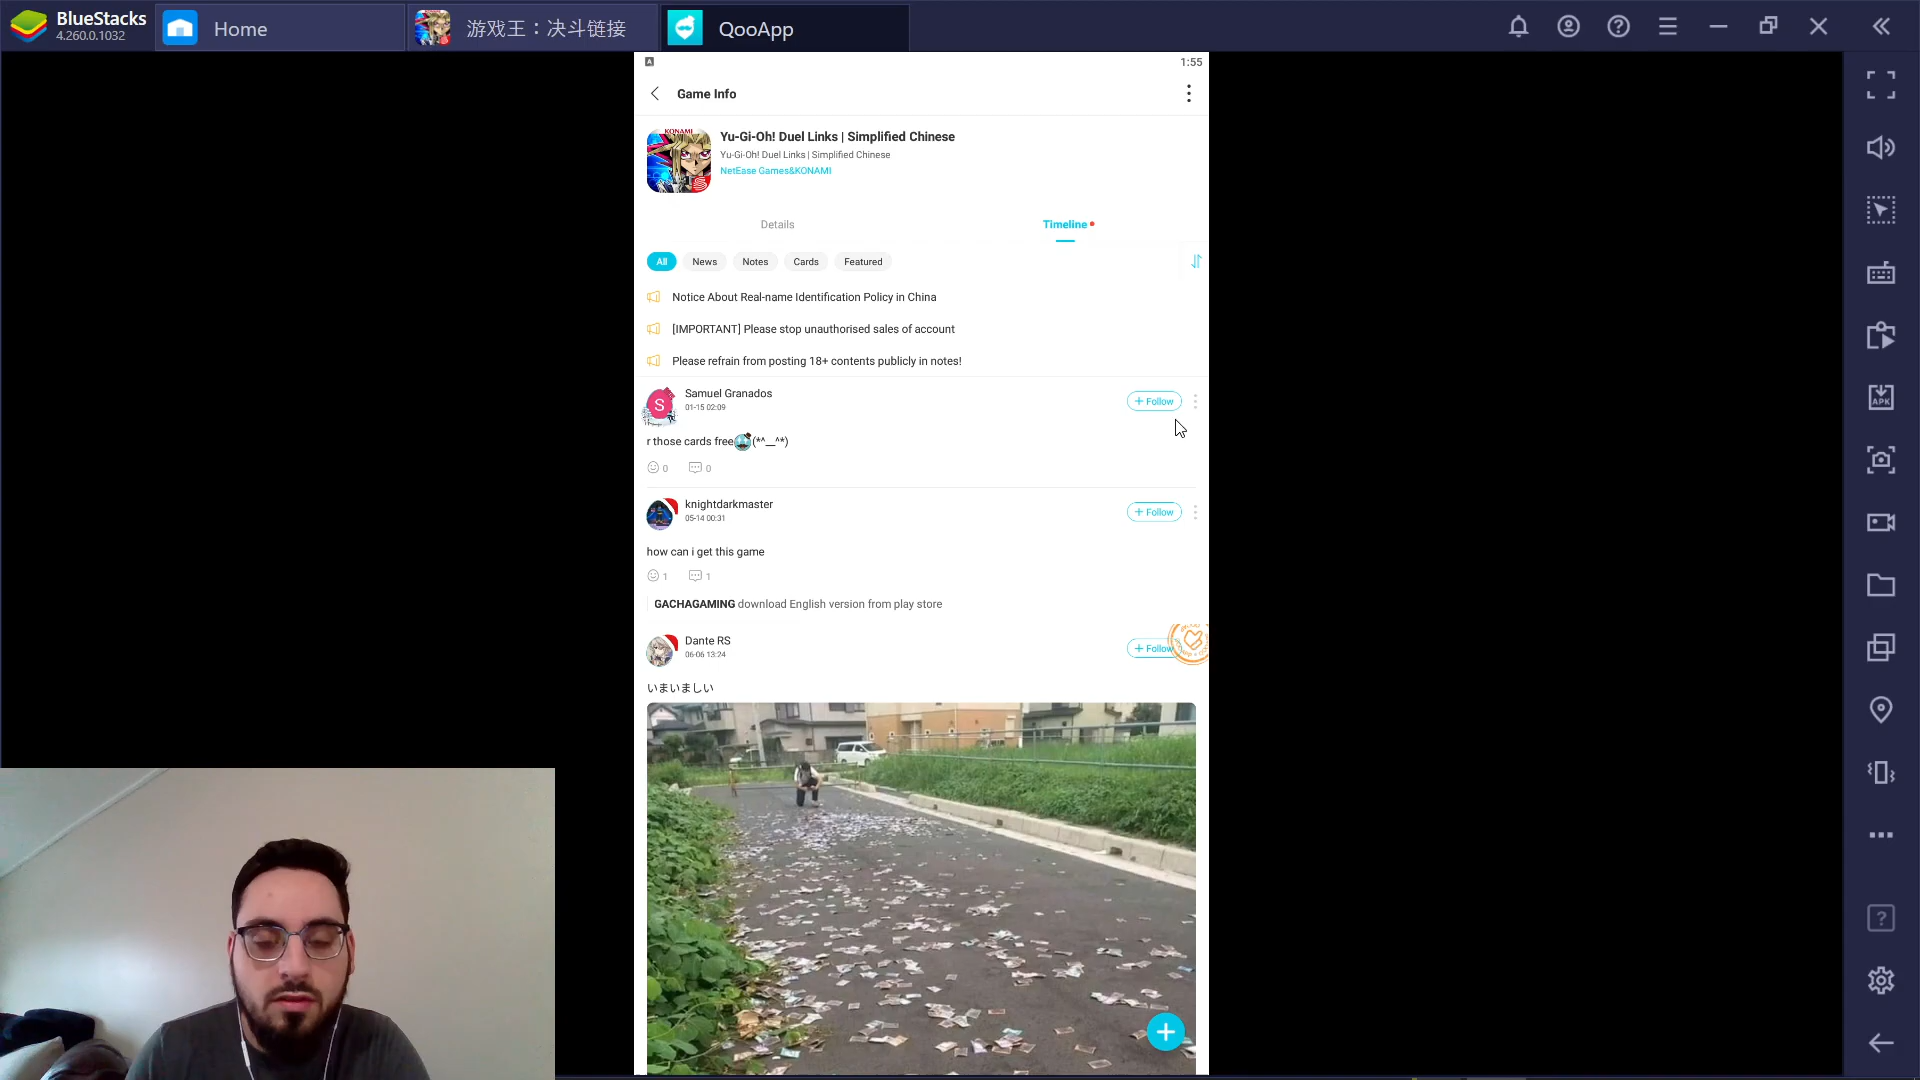 BlueStacks
4.260.0.1032
Home
游戏王：决斗链接
QooApp
A
1:55
Game Info
KONAMI
Yu-Gi-Oh! Duel Links | Simplified Chinese
Yu-Gi-Oh! Duel Links | Simplified Chinese
NetEase Games&KONAMI
Details
Timeline
All
News
Notes
Cards
Featured
Notice About Real-name Identification Policy in China
[IMPORTANT] Please stop unauthorised sales of account
Please refrain from posting 18+ contents publicly in notes!
S
Samuel Granados
01-15 02:09
+ Follow
r those cards free(*^__^*)
0
0
knightdarkmaster
05-14 00:31
+ Follow
how can i get this game
1
1
GACHAGAMING download English version from play store
Dante RS
06-06 13:24
+ Follow
いまいましい
APK